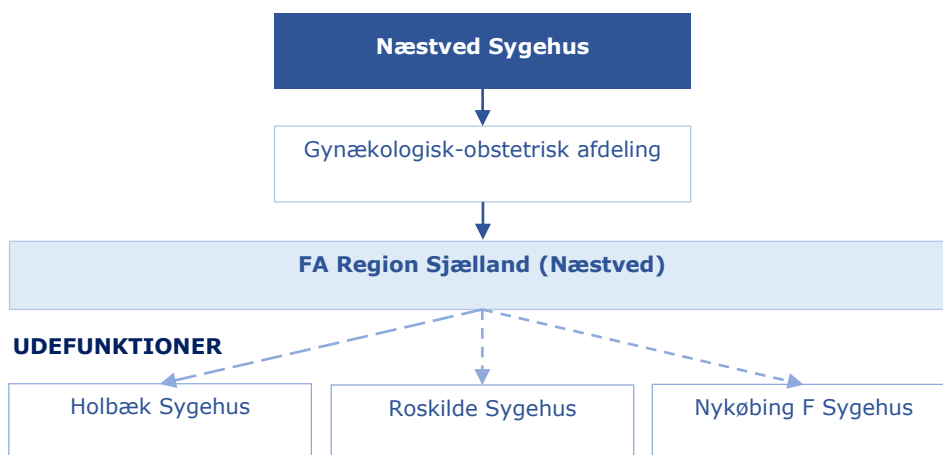 Næstved Sygehus
Gynækologisk-obstetrisk afdeling
FA Region Sjælland (Næstved)
UDEFUNKTIONER
Holbæk Sygehus
Roskilde Sygehus
Nykøbing F Sygehus